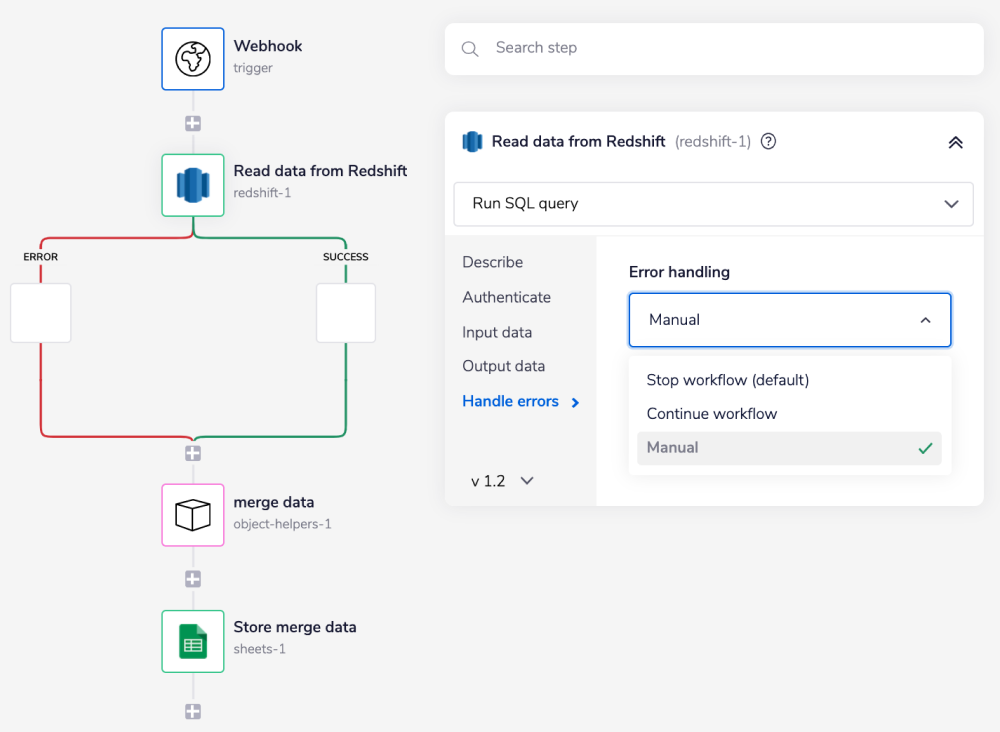 Webhook
trigger
Read data from Redshift
redshift-1
ERROR
SUCCESS
merge data
object-helpers-1
Store merge data
sheets-1
Search step
Read data from Redshift (redshift-1) ?
Run SQL query
Describe
Authenticate
Input data
Output data
Handle errors
v 1.2
Error handling
Manual
Stop workflow (default)
Continue workflow
Manual